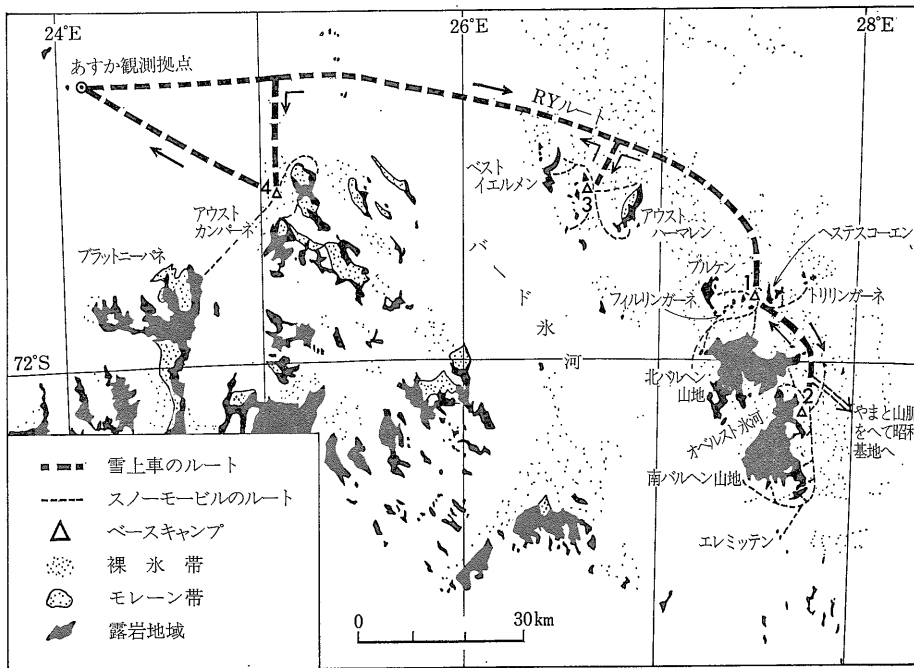 24°E
26°E
28°E
あすか観測拠点
RYルート
ベスト
イエルメン
3
アウスト
ハーマレン
4
アウスト
カンパーネ
ブラットニーバネ
バード氷河
ヘステスコーエン
ブルケン
1
トリリンガーネ
フィルリンガーネ
72°S
北バルヘン
山地
2
オベルスト氷河
やまと山脈
をへて昭和
基地へ
南バルヘン山地
エレミッテン
雪上車のルート
スノーモービルのルート
ベースキャンプ
裸氷帯
モレーン帯
露岩地域
0 30km